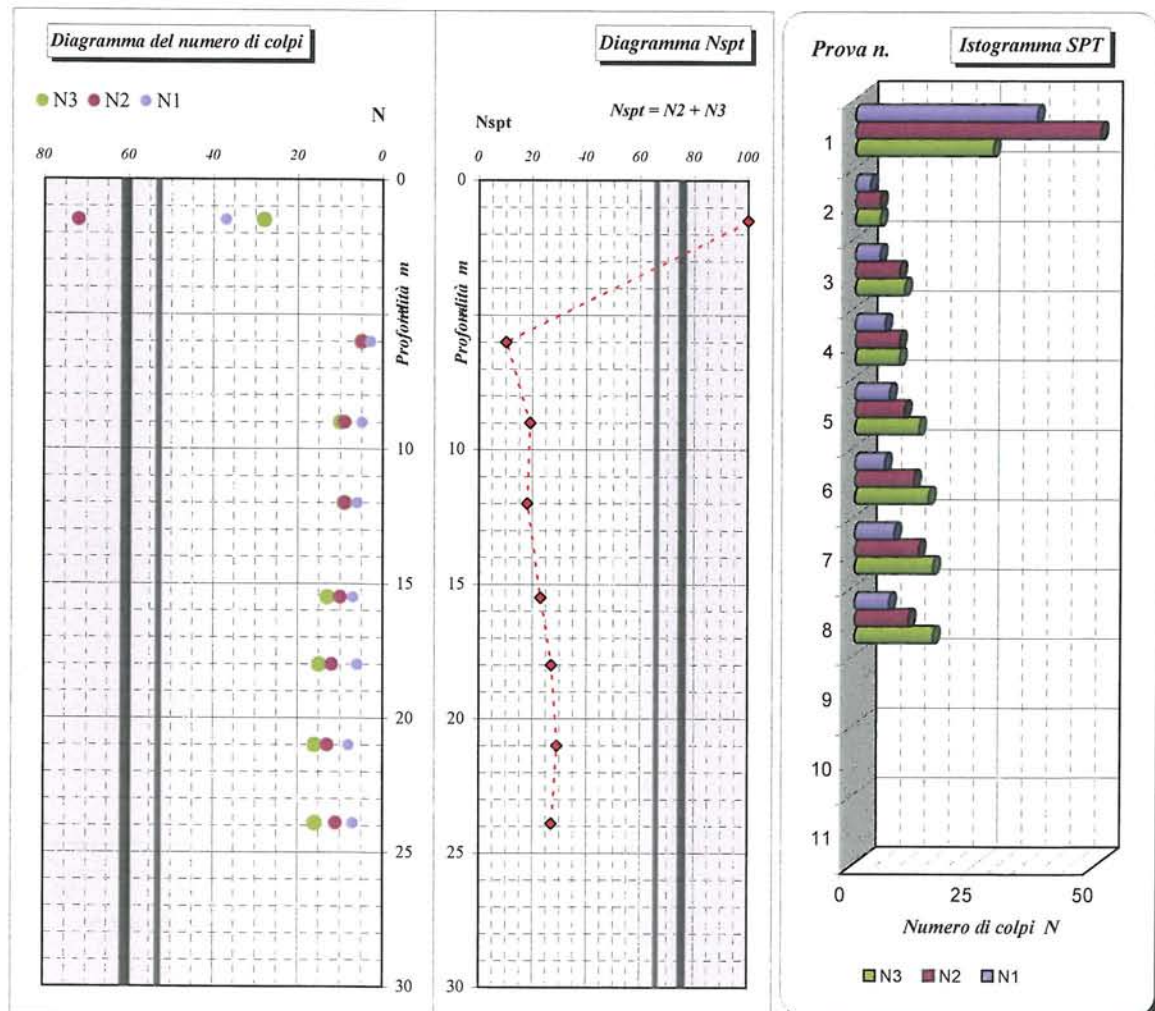 Diagramma del numero di colpi
N3 N2 N1
N
80 60 40 20 0
0
5
10
15
20
25
30
Profondità m
Diagramma Nspt
Nspt = N2 + N3
Nspt
0 20 40 60 80 100
0
10
15
20
25
30
Profondità m
Prova n.
Istogramma SPT
1
2
3
4
5
6
7
8
9
10
11
0 25 50
Numero di colpi N
N3 N2 N1